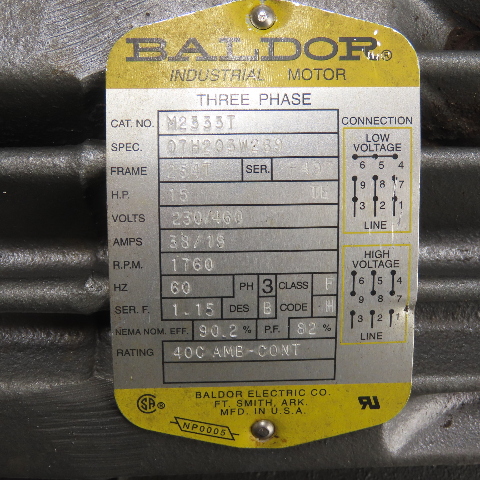 BALDOR
INDUSTRIAL MOTOR
THREE PHASE
CAT. NO. M2333T
SPEC.
FRAME SER.
H.P. 15
VOLTS 230/460
AMPS 38/19
R.P.M. 1760
HZ 60 PH 3 CLASS F
SER. F. 1.15 DES B CODE H
NEMA NOM. EFF. 90.2 % P.F. 82 %
RATING 40C AMB-CONT
CONNECTION
LOW
VOLTAGE
6 5 4
9 8 7
3 2 1
LINE
HIGH
VOLTAGE
6 5 4
9 8 7
3 2 1
LINE
BALDOR ELECTRIC CO.
FT. SMITH, ARK.
MFD. IN U.S.A.
SA
NP0005